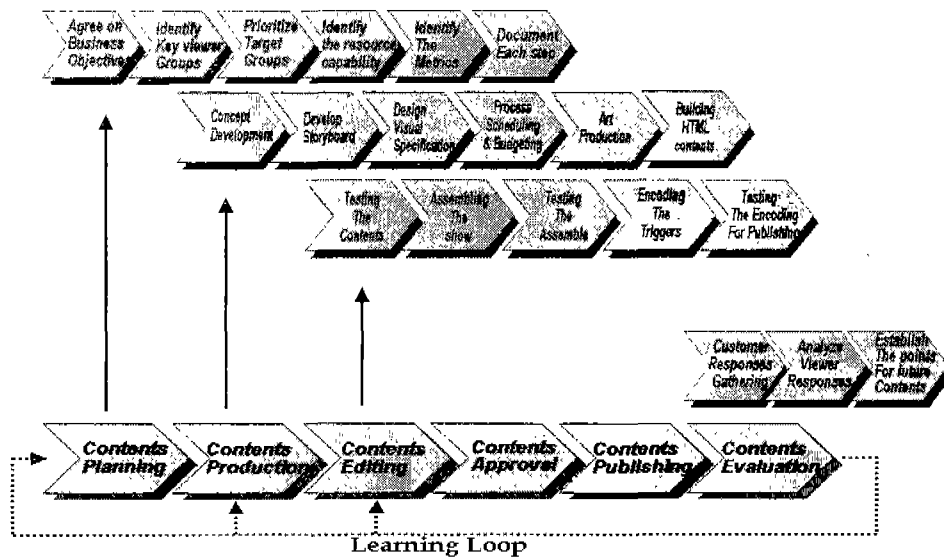 Agree on
Business
Objective
Identify
Key viewer
Groups
Prioritize
Target
Groups
Identify
the resource
capability
Identify
The
Metrics
Document
Each step
Concept
Development
Develop
Storyboard
Design
Visual
Specification
Process
Scheduling
& Budgeting
Art
Production
Building
HTML
contents
Testing
The
Contents
Assembling
The
show
Testing
The
Assemble
Encoding
The
Triggers
Testing
The Encoding
For Publishing
Customer
Responses
Gathering
Analyze
Viewer
Responses
Establish
The points
For future
Contents
Contents
Planning
Contents
Production
Contents
Editing
Contents
Approval
Contents
Publishing
Contents
Evaluation
Learning Loop